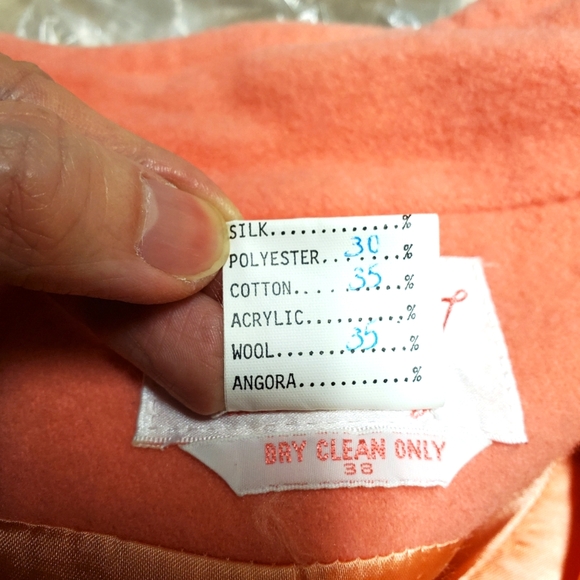 SILK.............%
POLYESTER..30...%
COTTON.....35...%
ACRYLIC..........%
WOOL.......35...%
ANGORA...........%
DRY CLEAN ONLY
38